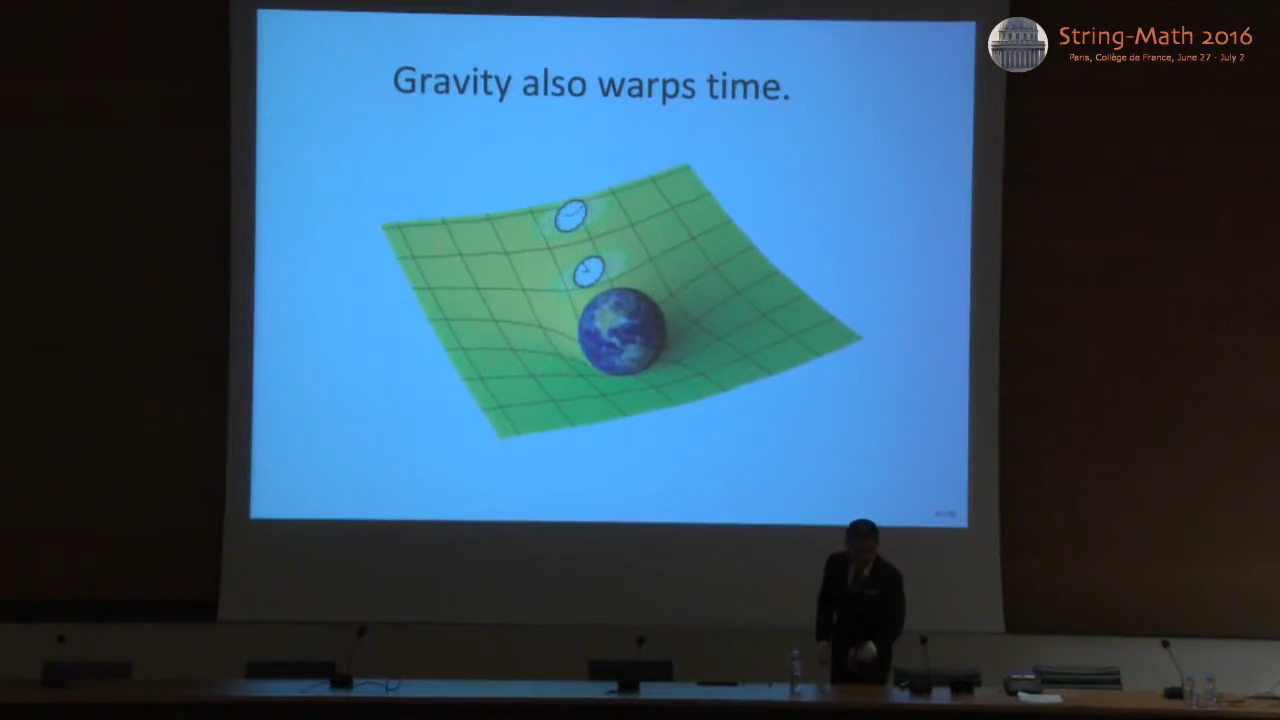 Gravity also warps time.
String-Math 2016
Paris, Collège de France, June 27 - July 2